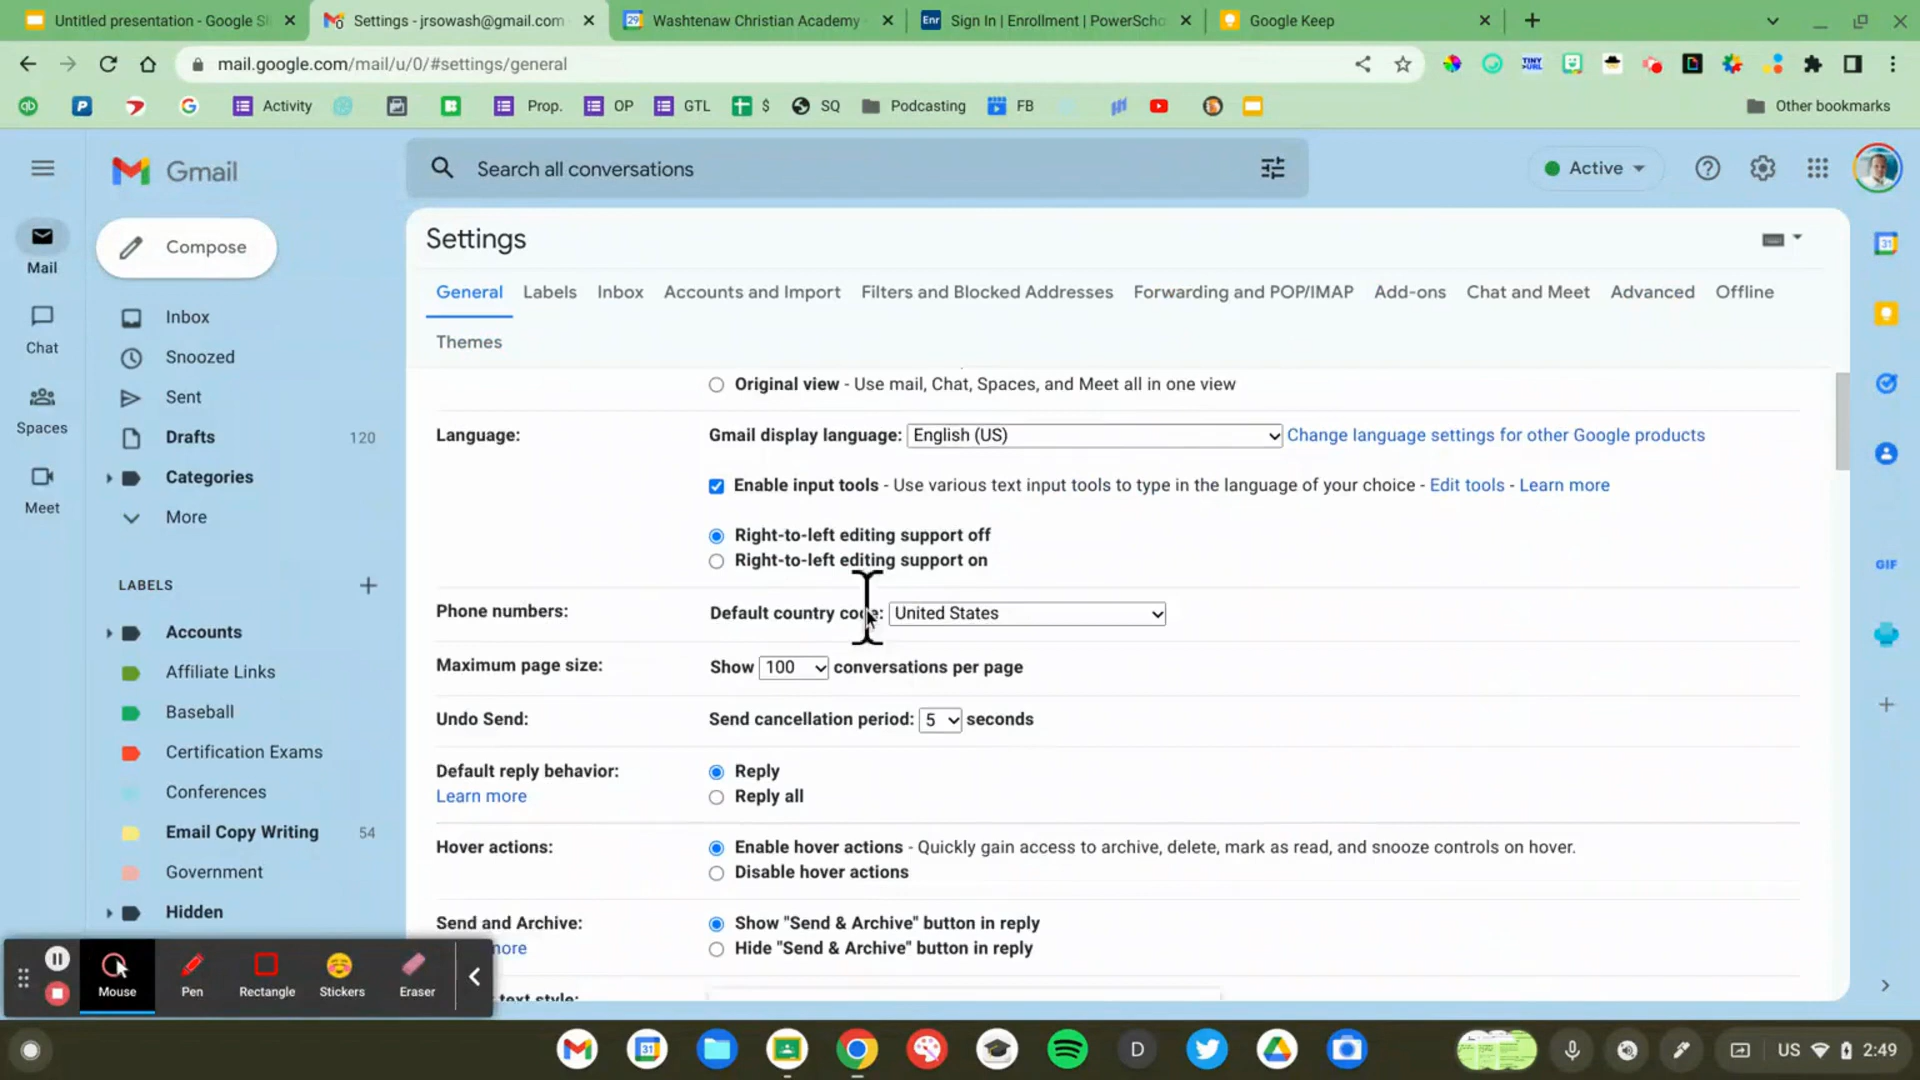 Untitled presentation - Google Sl
Settings - jrsowash@gmail.com
Washtenaw Christian Academy
Sign In | Enrollment | PowerScho
Google Keep
mail.google.com/mail/u/0/#settings/general
Activity
Prop.
OP
GTL
$
SQ
Podcasting
FB
Other bookmarks
Gmail
Search all conversations
Active
Settings
Compose
Mail
Chat
Spaces
Meet
General Labels Inbox Accounts and Import Filters and Blocked Addresses Forwarding and POP/IMAP Add-ons Chat and Meet Advanced Offline
Themes
Inbox
Snoozed
Sent
Drafts 120
Categories
More
LABELS
Accounts
Affiliate Links
Baseball
Certification Exams
Conferences
Email Copy Writing 54
Government
Hidden
Original view - Use mail, Chat, Spaces, and Meet all in one view
Language: Gmail display language: English (US) Change language settings for other Google products
Enable input tools - Use various text input tools to type in the language of your choice - Edit tools - Learn more
Right-to-left editing support off
Right-to-left editing support on
Phone numbers: Default country code: United States
Maximum page size: Show 100 conversations per page
Undo Send: Send cancellation period: 5 seconds
Default reply behavior: Reply
Learn more Reply all
Hover actions: Enable hover actions - Quickly gain access to archive, delete, mark as read, and snooze controls on hover.
Disable hover actions
Send and Archive: Show "Send & Archive" button in reply
more Hide "Send & Archive" button in reply
text style:
Mouse
Pen
Rectangle
Stickers
Eraser
GIF
D
US
2:49